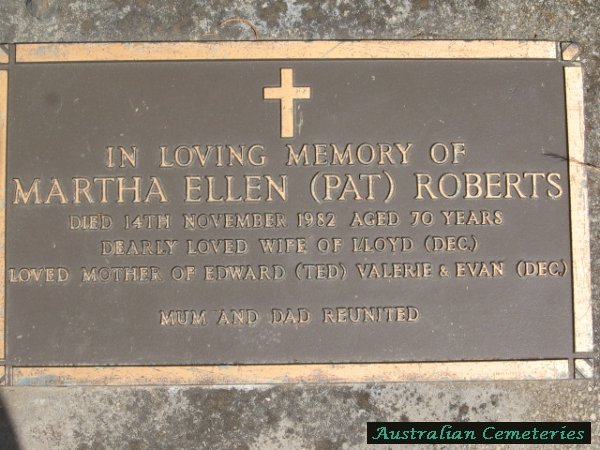 IN LOVING MEMORY OF
MARTHA ELLEN (PAT) ROBERTS
DIED 14TH NOVEMBER 1982 AGED 70 YEARS
DEARLY LOVED WIFE OF LLOYD (DEC.)
LOVED MOTHER OF EDWARD (TED) VALERIE & EVAN (DEC.)
MUM AND DAD REUNITED
Australian Cemeteries